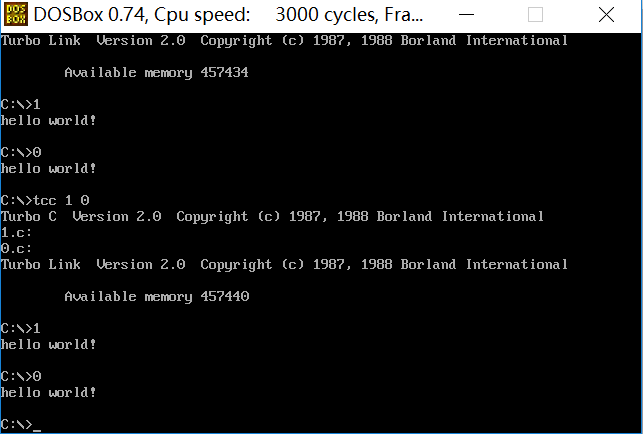 DOSBox 0.74, Cpu speed: 3000 cycles, Fra...
Turbo Link Version 2.0 Copyright (c) 1987, 1988 Borland International
Available memory 457434
C:\>1
hello world!
C:\>0
hello world!
C:\>tcc 1 0
Turbo C Version 2.0 Copyright (c) 1987, 1988 Borland International
1.c:
0.c:
Turbo Link Version 2.0 Copyright (c) 1987, 1988 Borland International
Available memory 457440
C:\>1
hello world!
C:\>0
hello world!
C:\>_